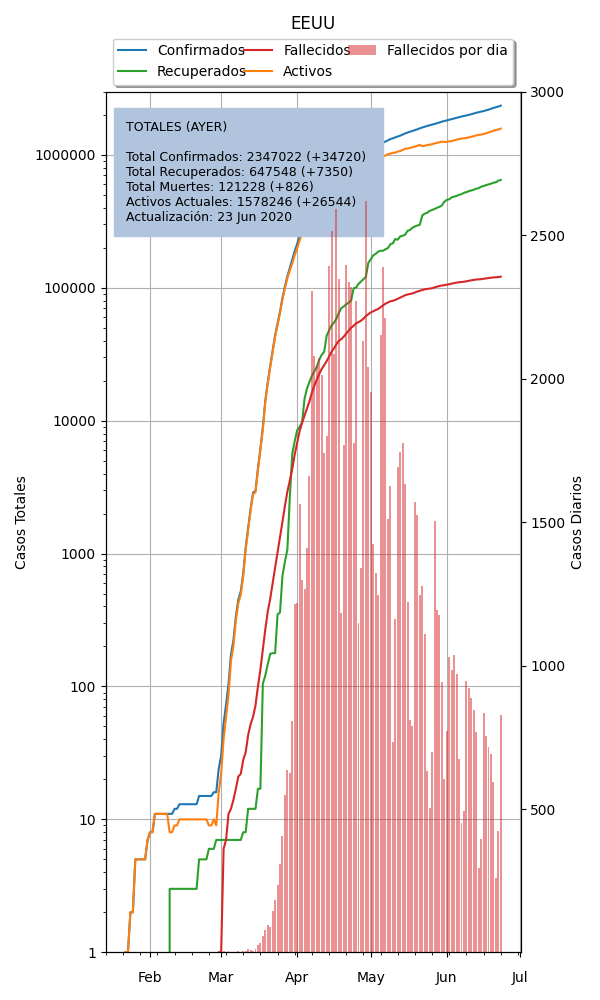 EEUU
Confirmados
Recuperados
Fallecidos
Activos
Fallecidos por dia
TOTALES (AYER)
Total Confirmados: 2347022 (+34720)
Total Recuperados: 647548 (+7350)
Total Muertes: 121228 (+826)
Activos Actuales: 1578246 (+26544)
Actualización: 23 Jun 2020
Casos Totales
1000000
100000
10000
1000
100
10
1
Casos Diarios
3000
2500
2000
1500
1000
500
Feb Mar Apr May Jun Jul